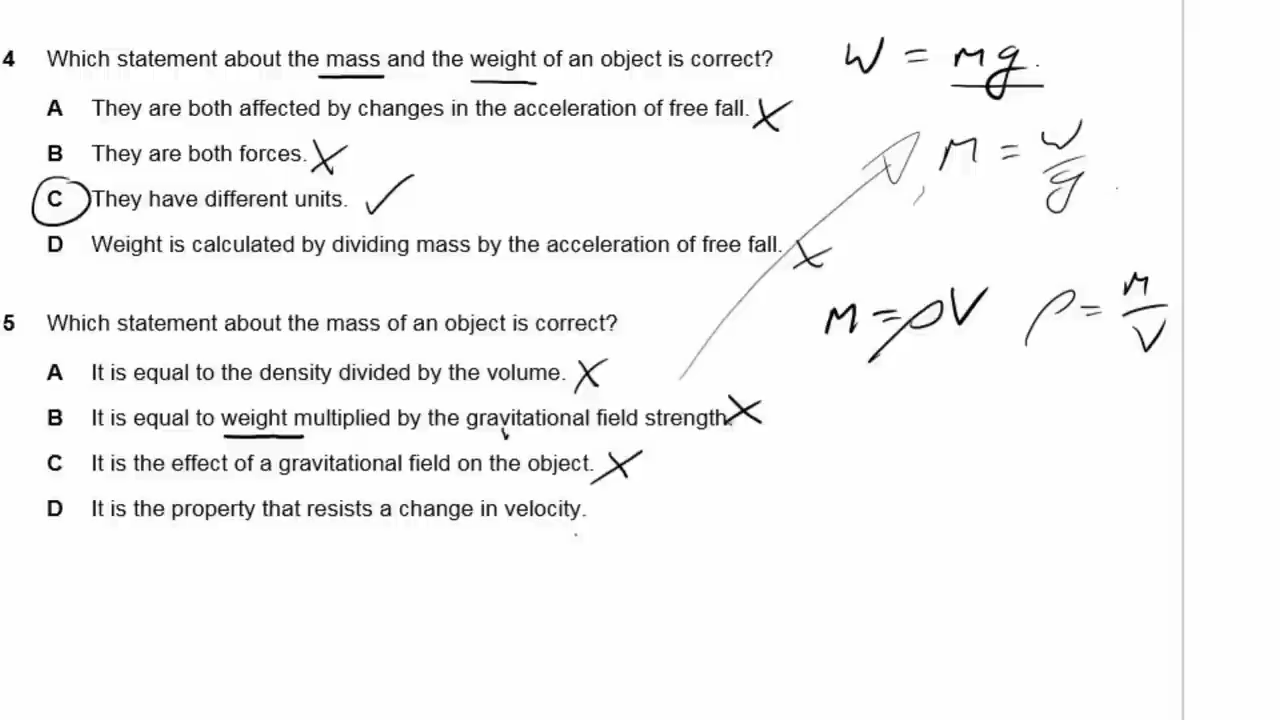 4 Which statement about the mass and the weight of an object is correct?
A They are both affected by changes in the acceleration of free fall. X
B They are both forces. X
C They have different units. ✓
D Weight is calculated by dividing mass by the acceleration of free fall. X
5 Which statement about the mass of an object is correct?
A It is equal to the density divided by the volume. X
B It is equal to weight multiplied by the gravitational field strength. X
C It is the effect of a gravitational field on the object. X
D It is the property that resists a change in velocity.
W = mg.
M = W/g
M = ρV
ρ = M/V